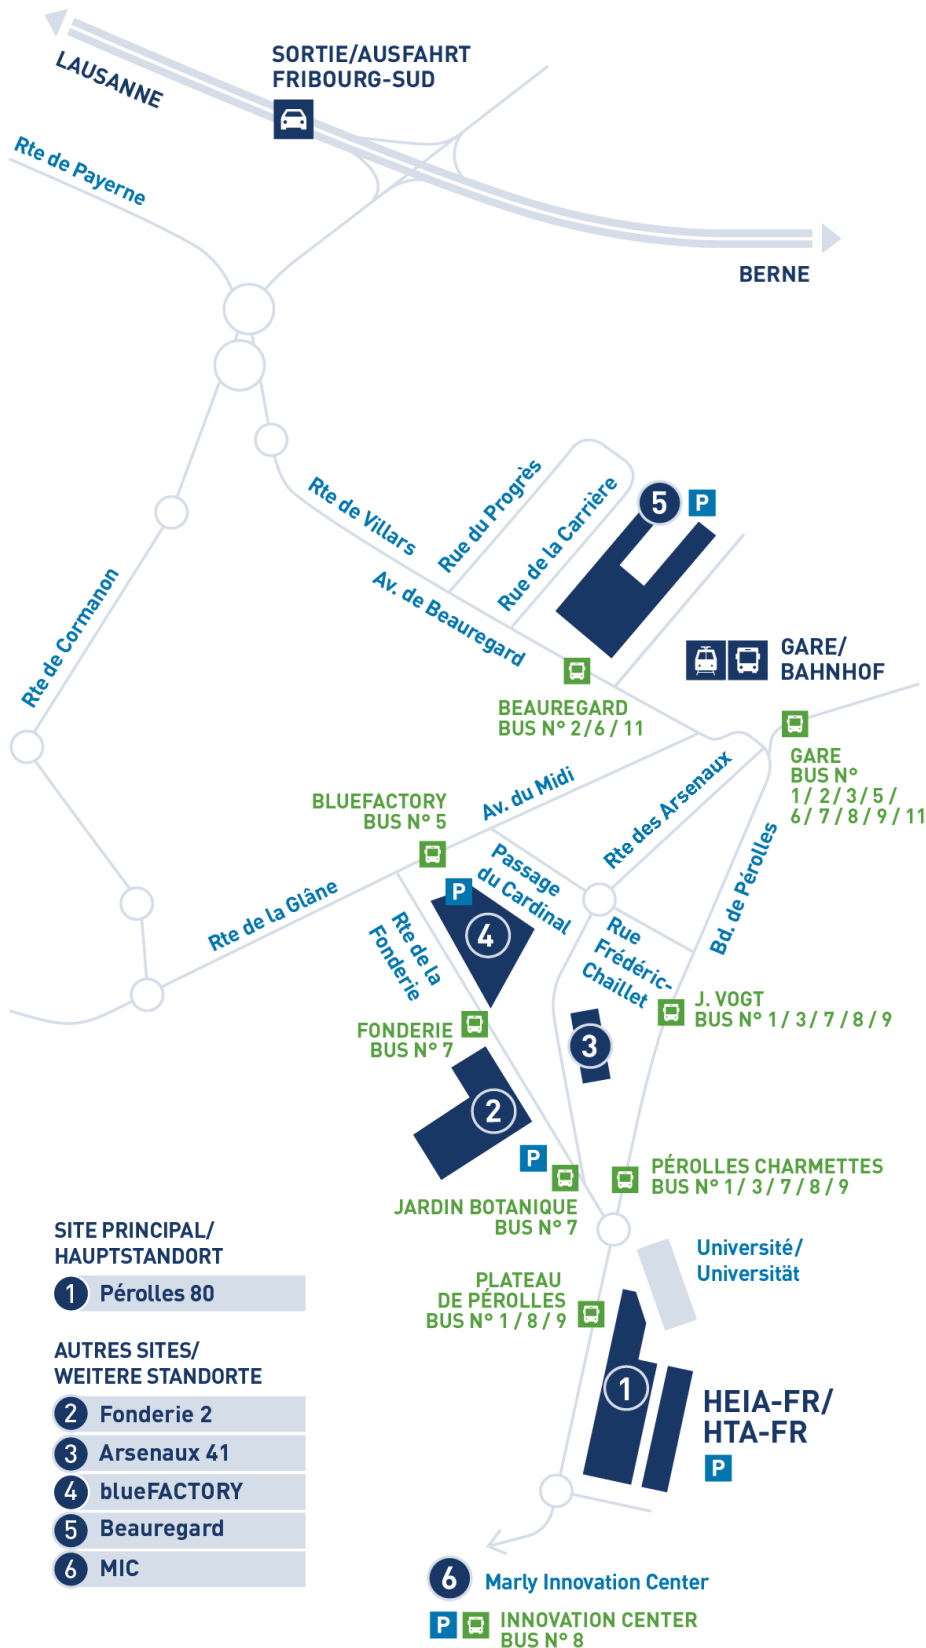 SORTIE/AUSFAHRT
FRIBOURG-SUD
LAUSANNE
Rte de Payerne
BERNE
Rte de Villars
Rue du Progrès
Rue de la Carrière
5
P
Av. de Beauregard
Rte de Cormanon
GARE/
BAHNHOF
BEAUREGARD
BUS N° 2/6 / 11
GARE
BUS N°
1 / 2 / 3 / 5 /
6 / 7 / 8 / 9 / 11
Av. du Midi
Rte des Arsenaux
BLUEFACTORY
BUS N° 5
Bd. de Pérolles
Passage
du Cardinal
P
4
Rte de la Glâne
Rte de la
Fonderie
Rue
Frédéric-
Chaillet
J. VOGT
BUS N° 1 / 3 / 7 / 8 / 9
FONDERIE
BUS N° 7
3
2
P
JARDIN BOTANIQUE
BUS N° 7
PÉROLLES CHARMETTES
BUS N° 1 / 3 / 7 / 8 / 9
Université/
Universität
PLATEAU
DE PÉROLLES
BUS N° 1 / 8 / 9
1
HEIA-FR/
HTA-FR
P
SITE PRINCIPAL/
HAUPTSTANDORT
1 Pérolles 80
AUTRES SITES/
WEITERE STANDORTE
2 Fonderie 2
3 Arsenaux 41
4 blueFACTORY
5 Beauregard
6 MIC
6 Marly Innovation Center
P INNOVATION CENTER
BUS N° 8